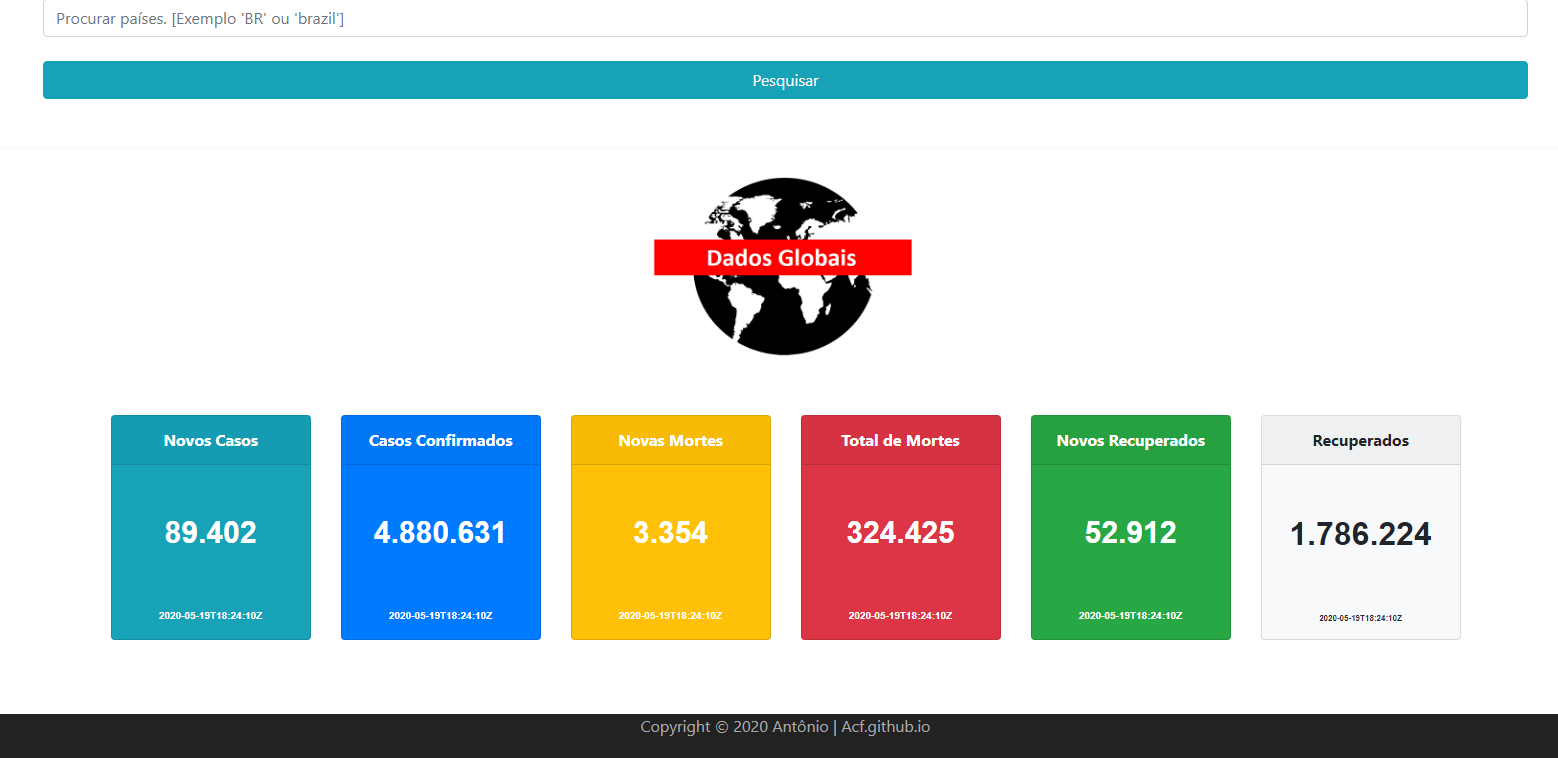 Procurar países. [Exemplo 'BR' ou 'brazil']
Pesquisar
Dados Globais
Novos Casos
89.402
2020-05-19T18:24:10Z
Casos Confirmados
4.880.631
2020-05-19T18:24:10Z
Novas Mortes
3.354
2020-05-19T18:24:10Z
Total de Mortes
324.425
2020-05-19T18:24:10Z
Novos Recuperados
52.912
2020-05-19T18:24:10Z
Recuperados
1.786.224
2020-05-19T18:24:10Z
Copyright © 2020 Antônio | Acf.github.io